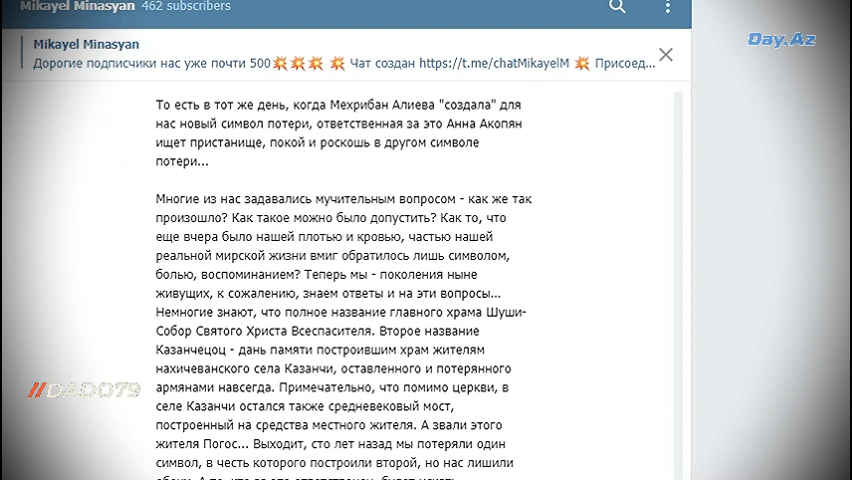 Mikayel Minasyan 462 subscribers
Day.Az
Mikayel Minasyan
Дорогие подписчики нас уже почти 500💥💥💥 💥 Чат создан https://t.me/chatMikayelM 💥 Присоед...
То есть в тот же день, когда Мехрибан Алиева "создала" для
нас новый символ потери, ответственная за это Анна Акопян
ищет пристанище, покой и роскошь в другом символе
потери...
Многие из нас задавались мучительным вопросом - как же так
произошло? Как такое можно было допустить? Как то, что
еще вчера было нашей плотью и кровью, частью нашей
реальной мирской жизни вмиг обратилось лишь символом,
болью, воспоминанием? Теперь мы - поколения ныне
живущих, к сожалению, знаем ответы и на эти вопросы...
Немногие знают, что полное название главного храма Шуши-
Собор Святого Христа Всеспасителя. Второе название
Казанчецоц - дань памяти построившим храм жителям
нахичеванского села Казанчи, оставленного и потерянного
армянами навсегда. Примечательно, что помимо церкви, в
селе Казанчи остался также средневековый мост,
построенный на средства местного жителя. А звали этого
жителя Погос... Выходит, сто лет назад мы потеряли один
символ, в честь которого построили второй, но нас лишили
//DADO79